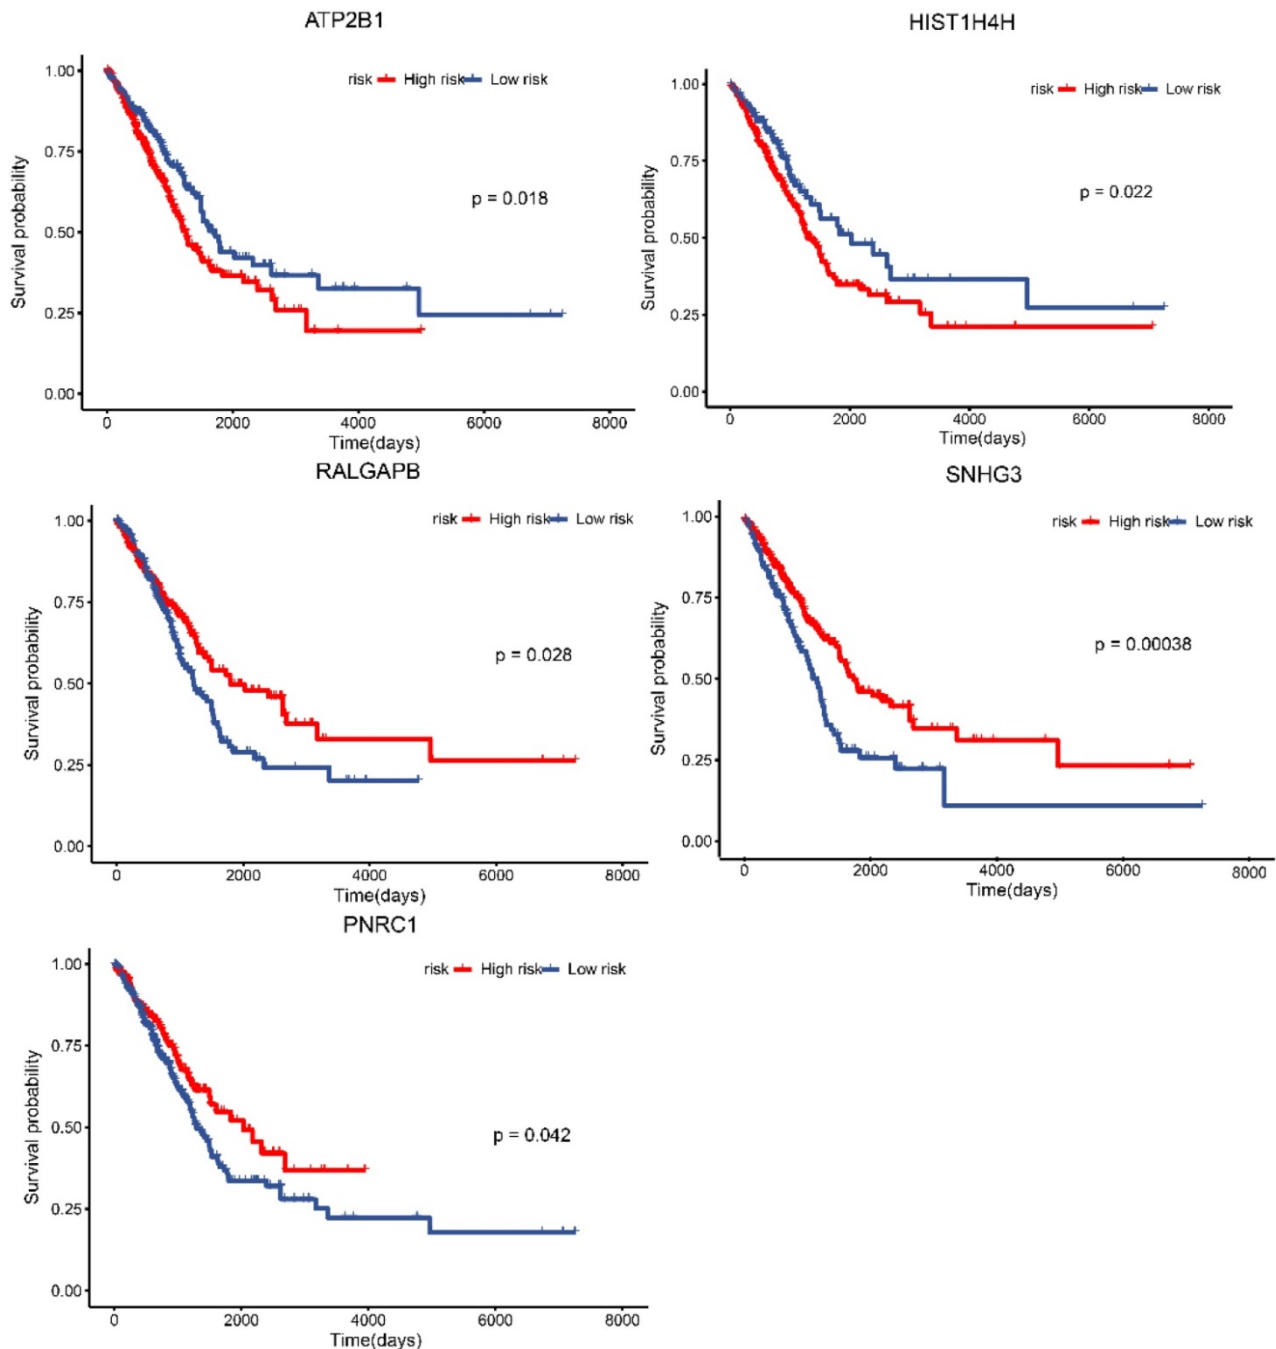 ATP2B1
risk High risk Low risk
1.00
0.75
0.50
0.25
0.00
Survival probability
p = 0.018
0 2000 4000 6000 8000
Time(days)
HIST1H4H
risk High risk Low risk
1.00
0.75
0.50
0.25
0.00
Survival probability
p = 0.022
0 2000 4000 6000 8000
Time(days)
RALGAPB
risk High risk Low risk
1.00
0.75
0.50
0.25
0.00
Survival probability
p = 0.028
0 2000 4000 6000 8000
Time(days)
SNHG3
risk High risk Low risk
1.00
0.75
0.50
0.25
0.00
Survival probability
p = 0.00038
0 2000 4000 6000 8000
Time(days)
PNRC1
risk High risk Low risk
1.00
0.75
0.50
0.25
0.00
Survival probability
p = 0.042
0 2000 4000 6000 8000
Time(days)